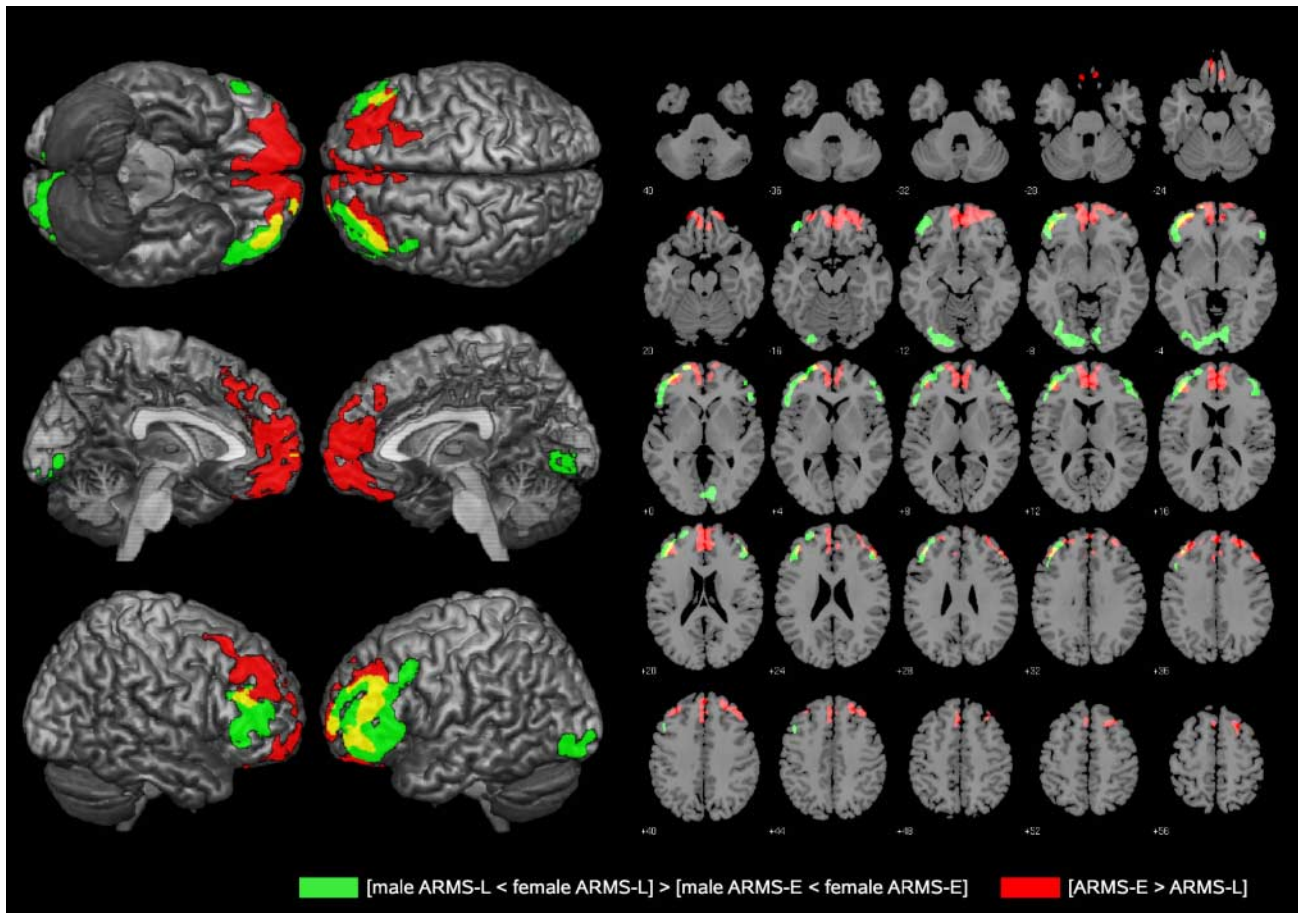 40 -36 -32 -28 -24
20 -16 -12 -8 -4
+0 +4 +8 +12 +16
+20 +24 +28 +32 +36
+40 +44 +48 +52 +56
[male ARMS-L < female ARMS-L] > [male ARMS-E < female ARMS-E] [ARMS-E > ARMS-L]